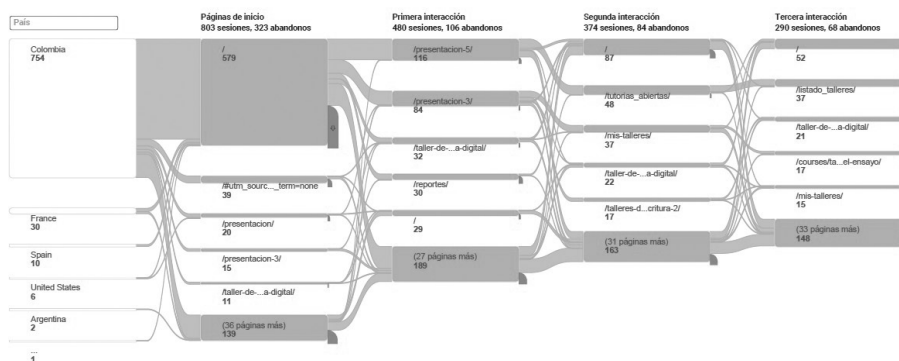 País
Colombia
754
France
30
Spain
10
United States
6
Argentina
2
...
1
Páginas de inicio
803 sesiones, 323 abandonos
/
579
/#utm_sourc..._term=none
39
/presentacion/
20
/presentacion-3/
15
/taller-de-...a-digital/
11
(36 páginas más)
139
Primera interacción
480 sesiones, 106 abandonos
/presentacion-5/
116
/presentacion-3/
84
/taller-de-...a-digital/
32
/reportes/
30
/
29
(27 páginas más)
189
Segunda interacción
374 sesiones, 84 abandonos
/
87
/tutorias_abiertas/
48
/mis-talleres/
37
/taller-de-...a-digital/
22
/talleres-d...critura-2/
17
(31 páginas más)
163
Tercera interacción
290 sesiones, 68 abandonos
/
52
/listado_talleres/
37
/taller-de-...a-digital/
21
/courses/ta...el-ensayo/
17
/mis-talleres/
15
(33 páginas más)
148